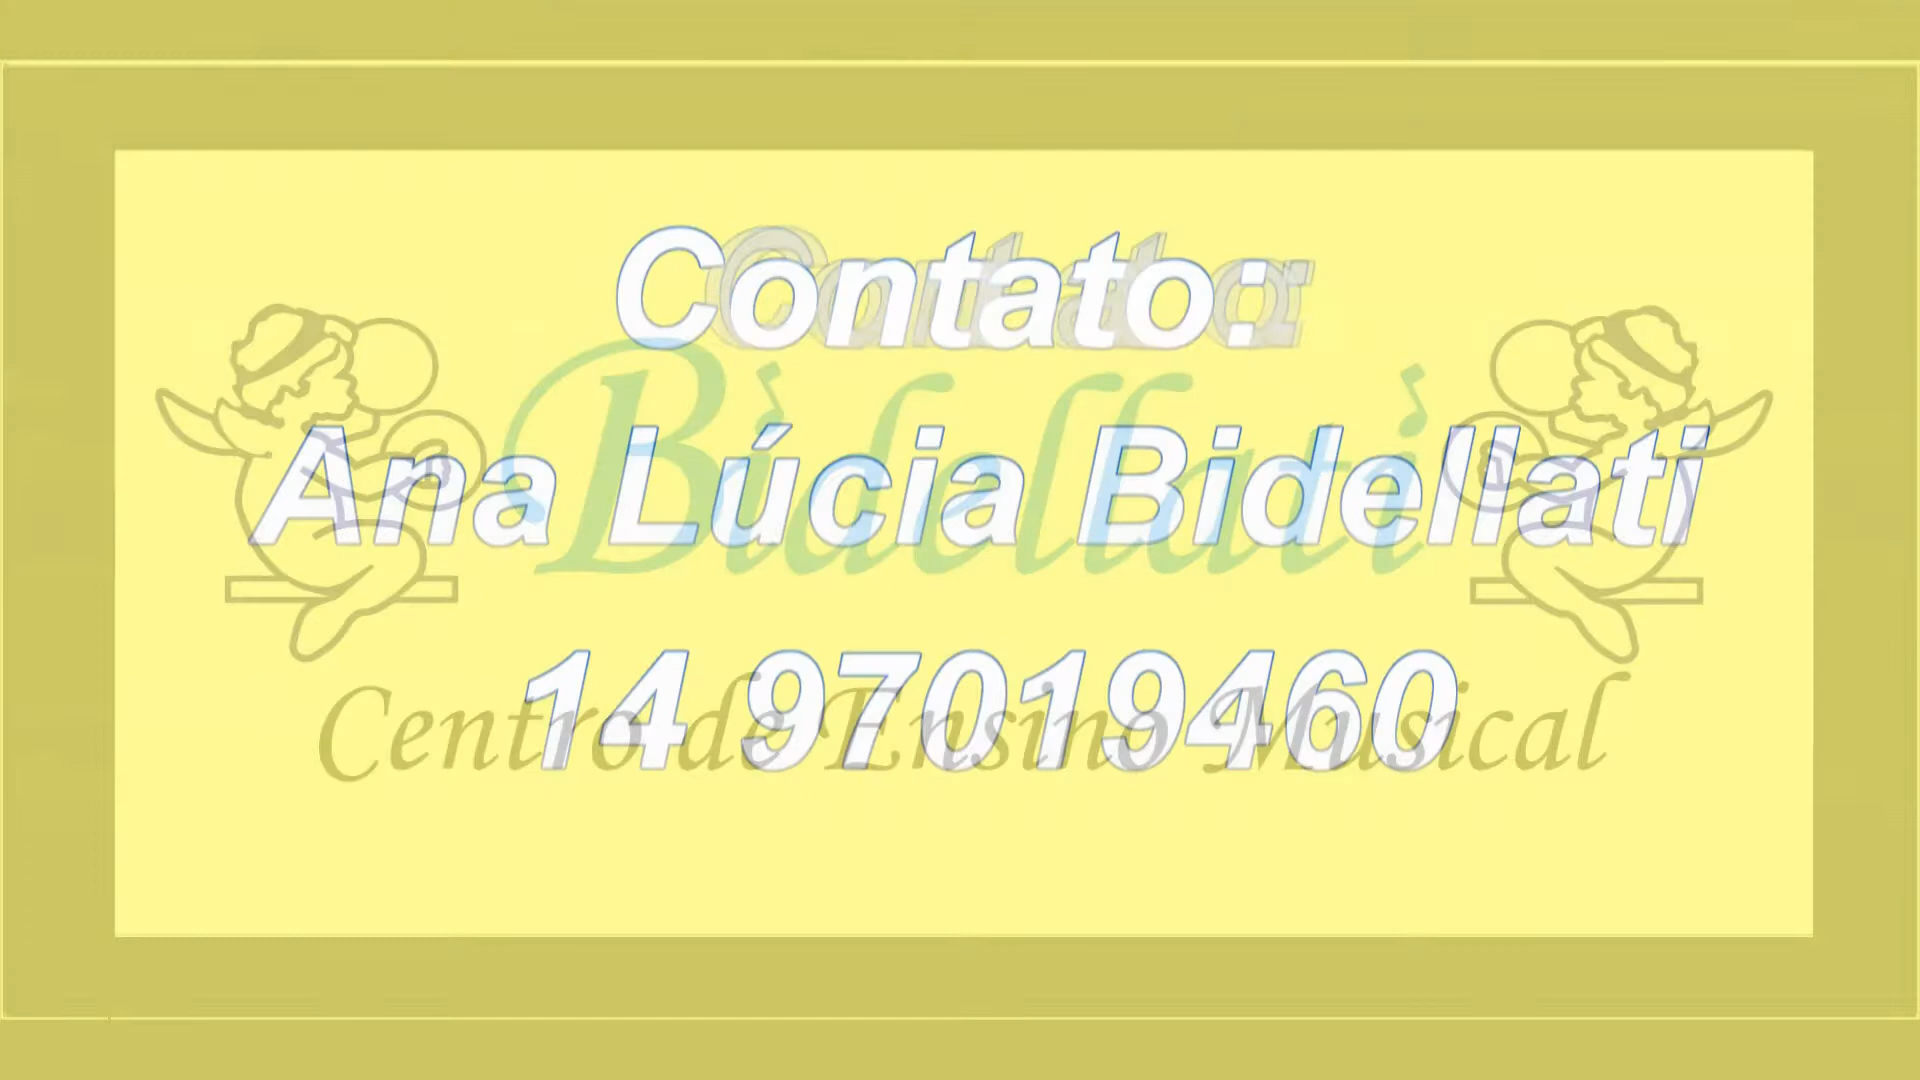 Contato:
Bidellati
Ana Lúcia Bidellati
14 97019460
Centro de Ensino Musical